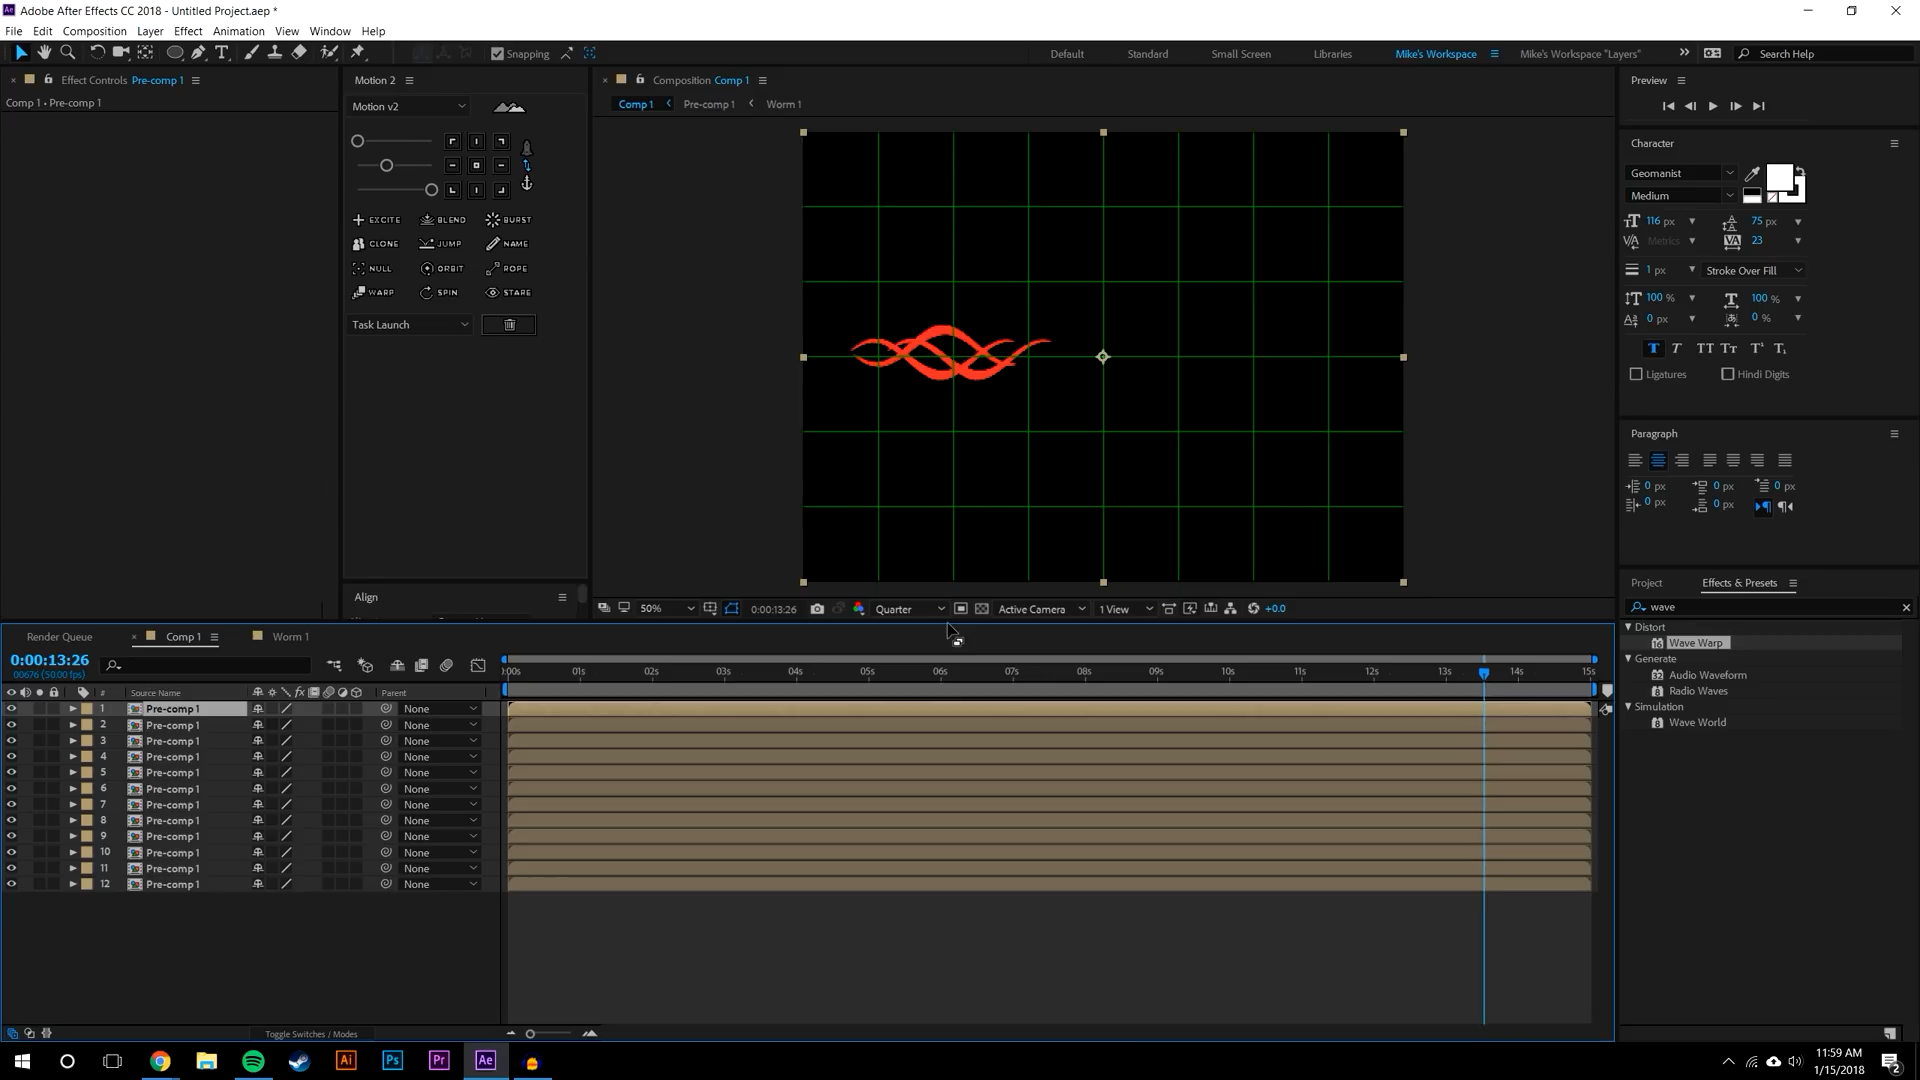 Adobe After Effects CC 2018 - Untitled Project.aep *
File Edit Composition Layer Effect Animation View Window Help
Snapping
Default Standard Small Screen Libraries Mike's Workspace Mike's Workspace "Layers" Search Help
Effect Controls Pre-comp 1
Comp 1 • Pre-comp 1
Motion 2
Motion v2
EXCITE BLEND BURST
CLONE JUMP NAME
NULL ORBIT ROPE
WARP SPIN STARE
Task Launch
Align
Composition Comp 1
Comp 1 Pre-comp 1 Worm 1
50% 0:00:13:26 Quarter Active Camera 1 View +0.0
Preview
Character
Geomanist
Medium
116 px 75 px
Metrics 23
1 px Stroke Over Fill
100 % 100 %
0 px 0 %
Ligatures Hindi Digits
Paragraph
0 px 0 px 0 px
0 px 0 px
Project Effects & Presets
wave
Distort
Wave Warp
Generate
Audio Waveform
Radio Waves
Simulation
Wave World
Render Queue Comp 1 Worm 1
0:00:13:26
00676 (50.00 fps)
:00s 01s 02s 03s 04s 05s 06s 07s 08s 09s 10s 11s 12s 13s 14s 15s
# Source Name Parent
1 Pre-comp 1 None
2 Pre-comp 1 None
3 Pre-comp 1 None
4 Pre-comp 1 None
5 Pre-comp 1 None
6 Pre-comp 1 None
7 Pre-comp 1 None
8 Pre-comp 1 None
9 Pre-comp 1 None
10 Pre-comp 1 None
11 Pre-comp 1 None
12 Pre-comp 1 None
Toggle Switches / Modes
Ai Ps Pr Ae
11:59 AM
1/15/2018
2